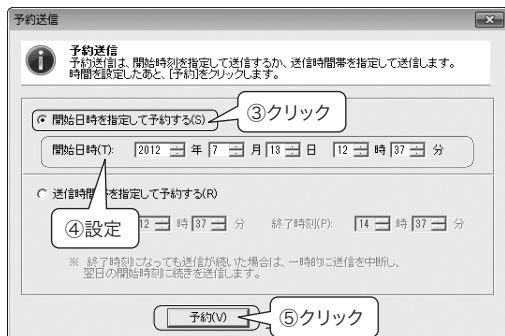 予約送信
予約送信
予約送信は、開始時刻を指定して送信するか、送信時間帯を指定して送信します。
時間を設定したあと、[予約]をクリックします。
開始日時を指定して予約する(S)
③クリック
開始日時(T): 2012 年 7 月 13 日 12 時 37 分
送信時間帯を指定して予約する(R)
④設定
12 時 37 分 終了時刻(P): 14 時 37 分
※ 終了時刻になっても送信が続いた場合は、一時的に送信を中断し、
翌日の開始時刻に続きを送信します。
予約(V)
⑤クリック